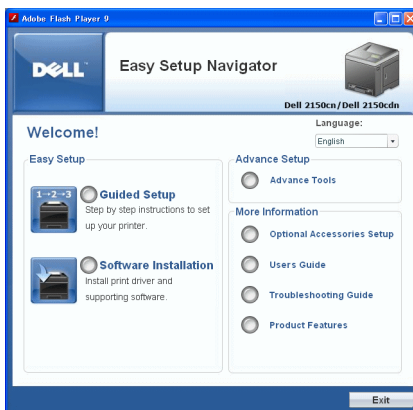 Adobe Flash Player 9
DELL
Easy Setup Navigator
Dell 2150cn/Dell 2150cdn
Welcome!
Language:
English
Easy Setup
1→2→3
Guided Setup
Step by step instructions to set
up your printer.
Software Installation
Install print driver and
supporting software.
Advance Setup
Advance Tools
More Information
Optional Accessories Setup
Users Guide
Troubleshooting Guide
Product Features
Exit